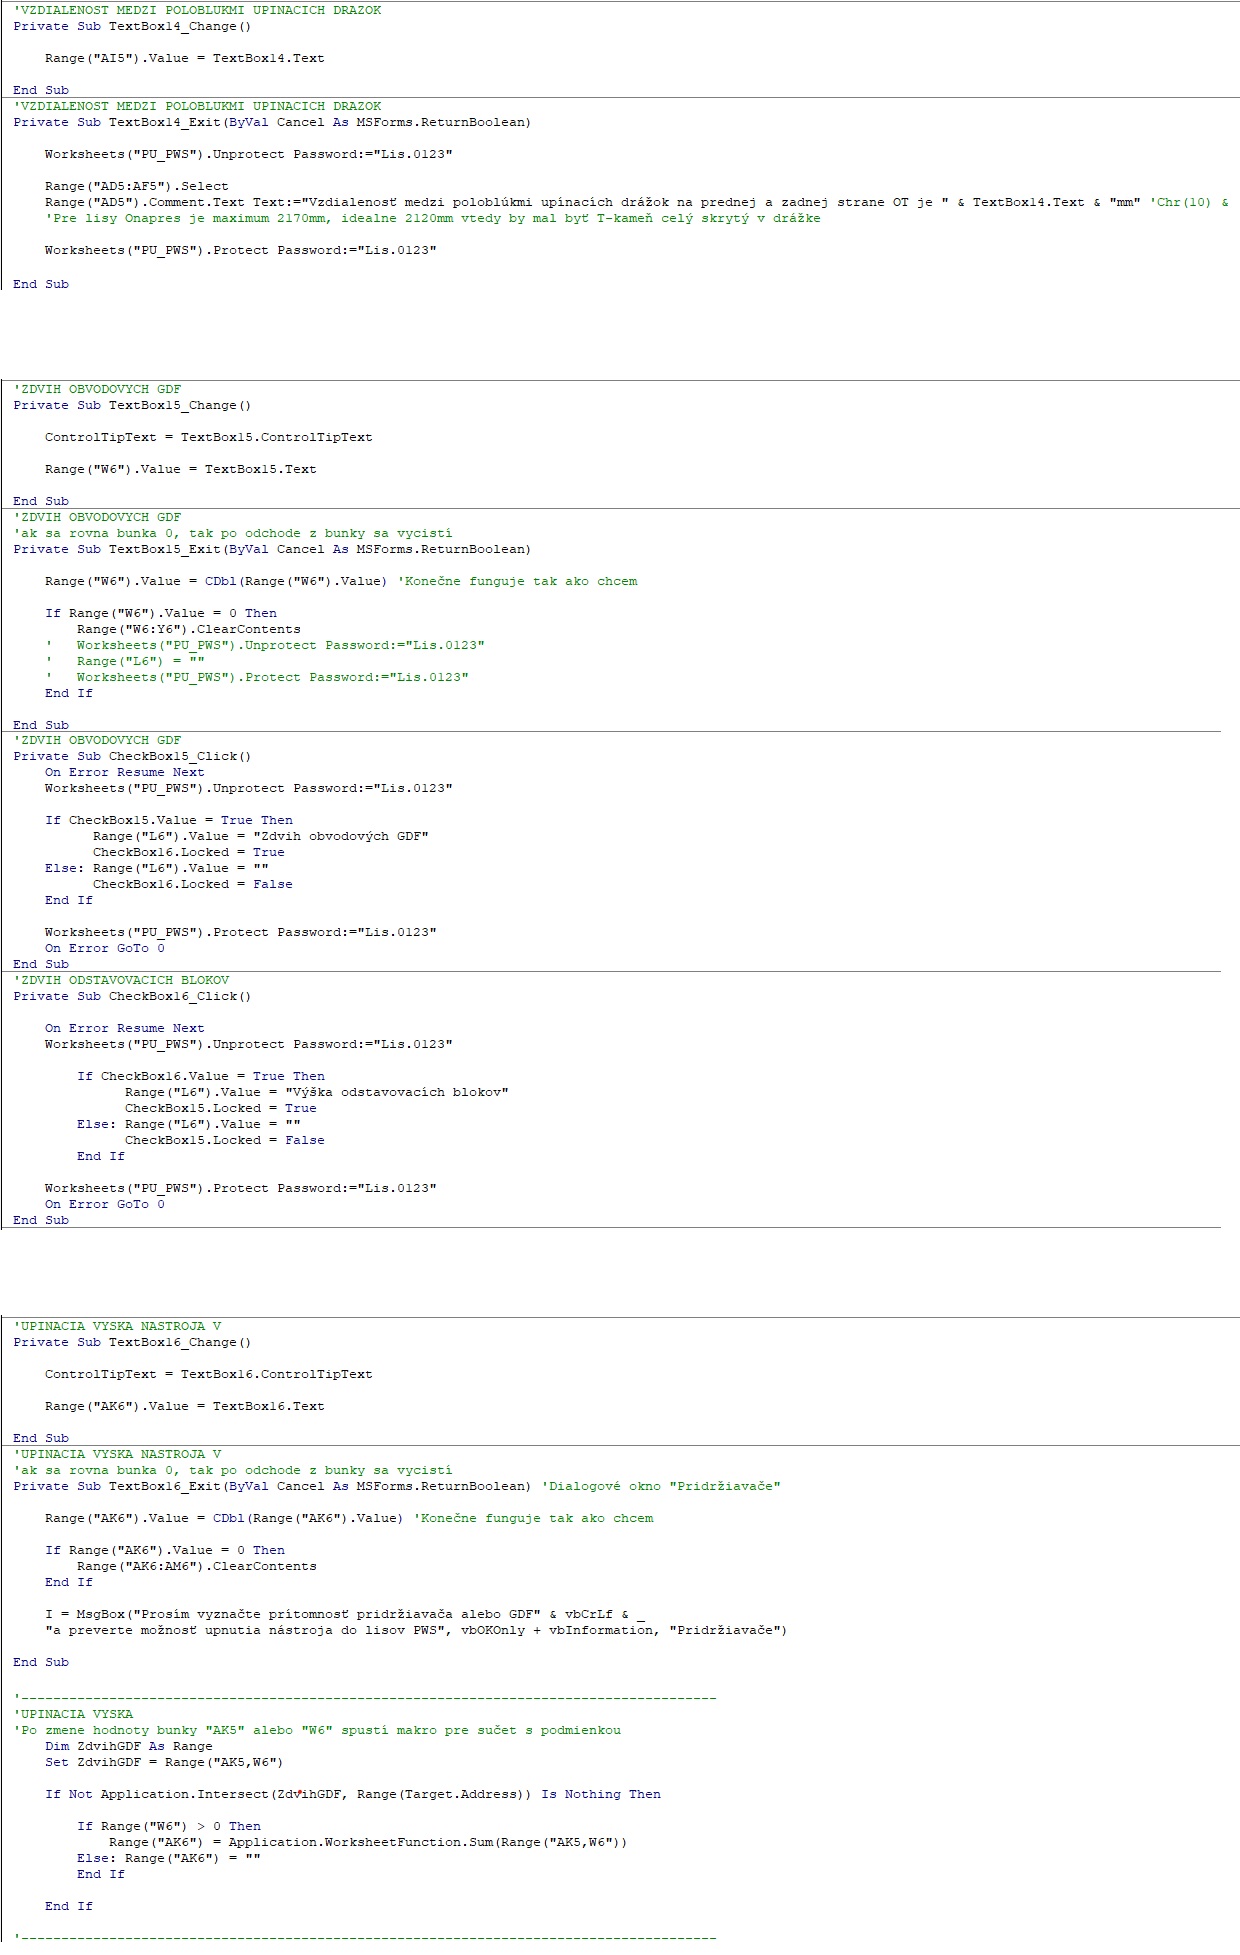 'VZDIALENOST MEDZI POLOBLUKMI UPINACICH DRAZOK
Private Sub TextBox14_Change()
Range("AI5").Value = TextBox14.Text
End Sub
'VZDIALENOST MEDZI POLOBLUKMI UPINACICH DRAZOK
Private Sub TextBox14_Exit(ByVal Cancel As MSForms.ReturnBoolean)
Worksheets("PU_PWS").Unprotect Password:="Lis.0123"
Range("AD5:AF5").Select
Range("AD5").Comment.Text Text:="Vzdialenosť medzi poloblúkmi upínacích drážok na prednej a zadnej strane OT je " & TextBox14.Text & "mm" 'Chr(10) &
'Pre lisy Onapres je maximum 2170mm, idealne 2120mm vtedy by mal byť T-kameň celý skrytý v drážke
Worksheets("PU_PWS").Protect Password:="Lis.0123"
End Sub
'ZDVIH OBVODOVYCH GDF
Private Sub TextBox15_Change()
ControlTipText = TextBox15.ControlTipText
Range("W6").Value = TextBox15.Text
End Sub
'ZDVIH OBVODOVYCH GDF
'ak sa rovna bunka 0, tak po odchode z bunky sa vycistí
Private Sub TextBox15_Exit(ByVal Cancel As MSForms.ReturnBoolean)
Range("W6").Value = CDbl(Range("W6").Value) 'Konečne funguje tak ako chcem
If Range("W6").Value = 0 Then
Range("W6:Y6").ClearContents
'   Worksheets("PU_PWS").Unprotect Password:="Lis.0123"
'   Range("L6") = ""
'   Worksheets("PU_PWS").Protect Password:="Lis.0123"
End If
End Sub
'ZDVIH OBVODOVYCH GDF
Private Sub CheckBox15_Click()
On Error Resume Next
Worksheets("PU_PWS").Unprotect Password:="Lis.0123"
If CheckBox15.Value = True Then
Range("L6").Value = "Zdvih obvodových GDF"
CheckBox16.Locked = True
Else: Range("L6").Value = ""
CheckBox16.Locked = False
End If
Worksheets("PU_PWS").Protect Password:="Lis.0123"
On Error GoTo 0
End Sub
'ZDVIH ODSTAVOVACICH BLOKOV
Private Sub CheckBox16_Click()
On Error Resume Next
Worksheets("PU_PWS").Unprotect Password:="Lis.0123"
If CheckBox16.Value = True Then
Range("L6").Value = "Výška odstavovacích blokov"
CheckBox15.Locked = True
Else: Range("L6").Value = ""
CheckBox15.Locked = False
End If
Worksheets("PU_PWS").Protect Password:="Lis.0123"
On Error GoTo 0
End Sub
'UPINACIA VYSKA NASTROJA V
Private Sub TextBox16_Change()
ControlTipText = TextBox16.ControlTipText
Range("AK6").Value = TextBox16.Text
End Sub
'UPINACIA VYSKA NASTROJA V
'ak sa rovna bunka 0, tak po odchode z bunky sa vycistí
Private Sub TextBox16_Exit(ByVal Cancel As MSForms.ReturnBoolean) 'Dialogové okno "Pridržiavače"
Range("AK6").Value = CDbl(Range("AK6").Value) 'Konečne funguje tak ako chcem
If Range("AK6").Value = 0 Then
Range("AK6:AM6").ClearContents
End If
I = MsgBox("Prosím vyznačte prítomnosť pridržiavača alebo GDF" & vbCrLf & _
"a preverte možnosť upnutia nástroja do lisov PWS", vbOKOnly + vbInformation, "Pridržiavače")
End Sub
'---------------------------------------------------------------------------------------
'UPINACIA VYSKA
'Po zmene hodnoty bunky "AK5" alebo "W6" spustí makro pre sučet s podmienkou
Dim ZdvihGDF As Range
Set ZdvihGDF = Range("AK5,W6")
If Not Application.Intersect(ZdvihGDF, Range(Target.Address)) Is Nothing Then
If Range("W6") > 0 Then
Range("AK6") = Application.WorksheetFunction.Sum(Range("AK5,W6"))
Else: Range("AK6") = ""
End If
End If
'---------------------------------------------------------------------------------------